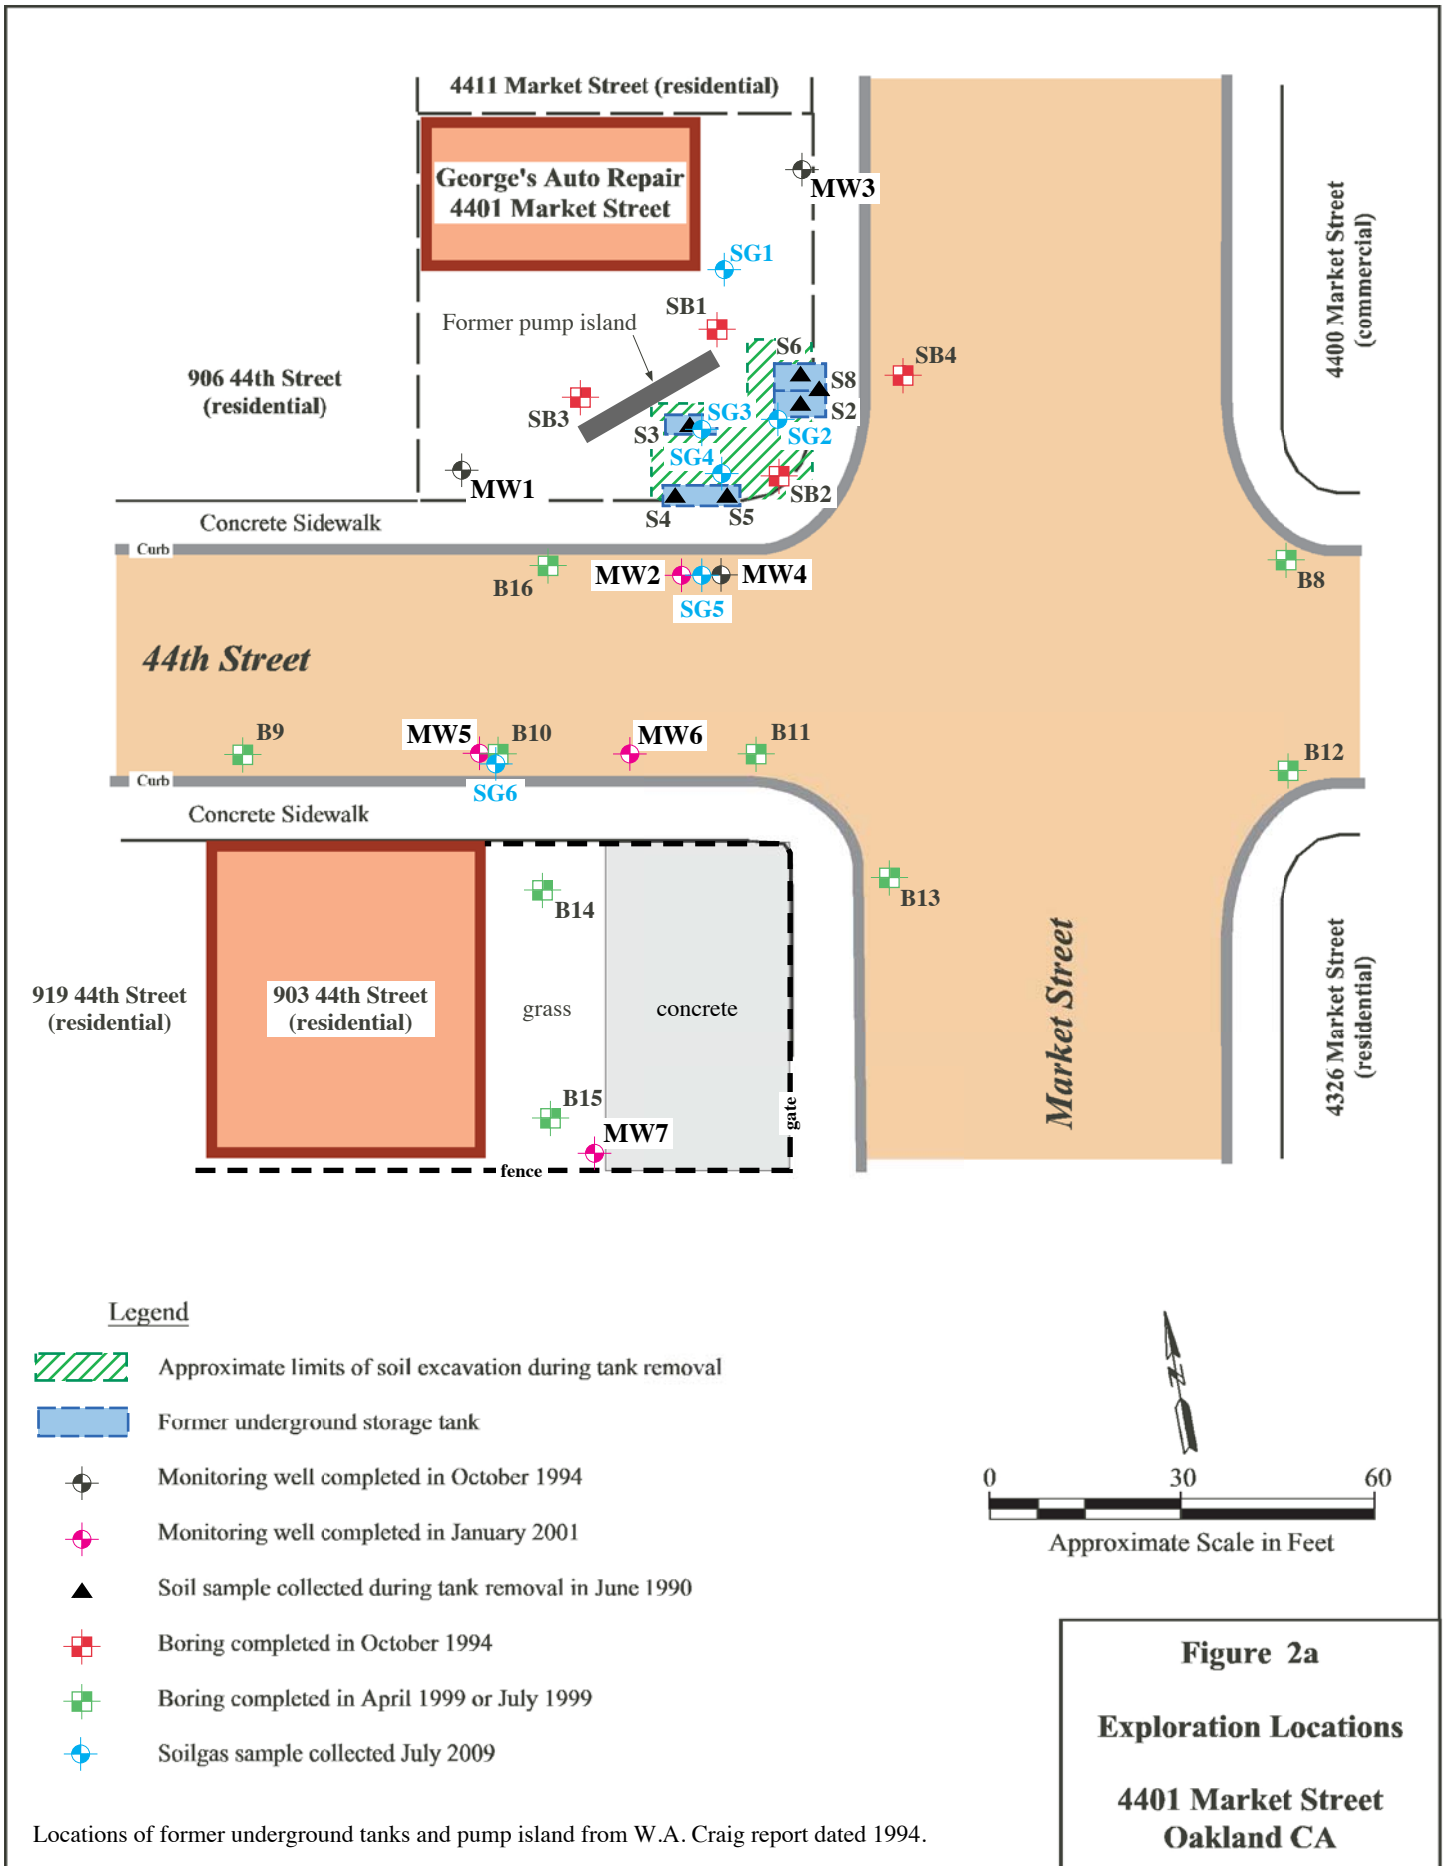 4411 Market Street (residential)
George's Auto Repair
4401 Market Street
MW3
SG1
SB1
Former pump island
S6
SB4
S8
S2
906 44th Street
(residential)
SB3
SG3
S3
SG2
SG4
MW1
SB2
S4
S5
4400 Market Street
(commercial)
Concrete Sidewalk
Curb
B16
MW2
MW4
SG5
B8
44th Street
B9
MW5
B10
MW6
B11
B12
Curb
SG6
Concrete Sidewalk
B14
B13
919 44th Street
(residential)
903 44th Street
(residential)
grass
concrete
Market Street
4326 Market Street
(residential)
B15
MW7
gate
fence
Legend
Approximate limits of soil excavation during tank removal
Former underground storage tank
Monitoring well completed in October 1994
Monitoring well completed in January 2001
Soil sample collected during tank removal in June 1990
Boring completed in October 1994
Boring completed in April 1999 or July 1999
Soilgas sample collected July 2009
N
0 30 60
Approximate Scale in Feet
Figure 2a
Exploration Locations
4401 Market Street
Oakland CA
Locations of former underground tanks and pump island from W.A. Craig report dated 1994.